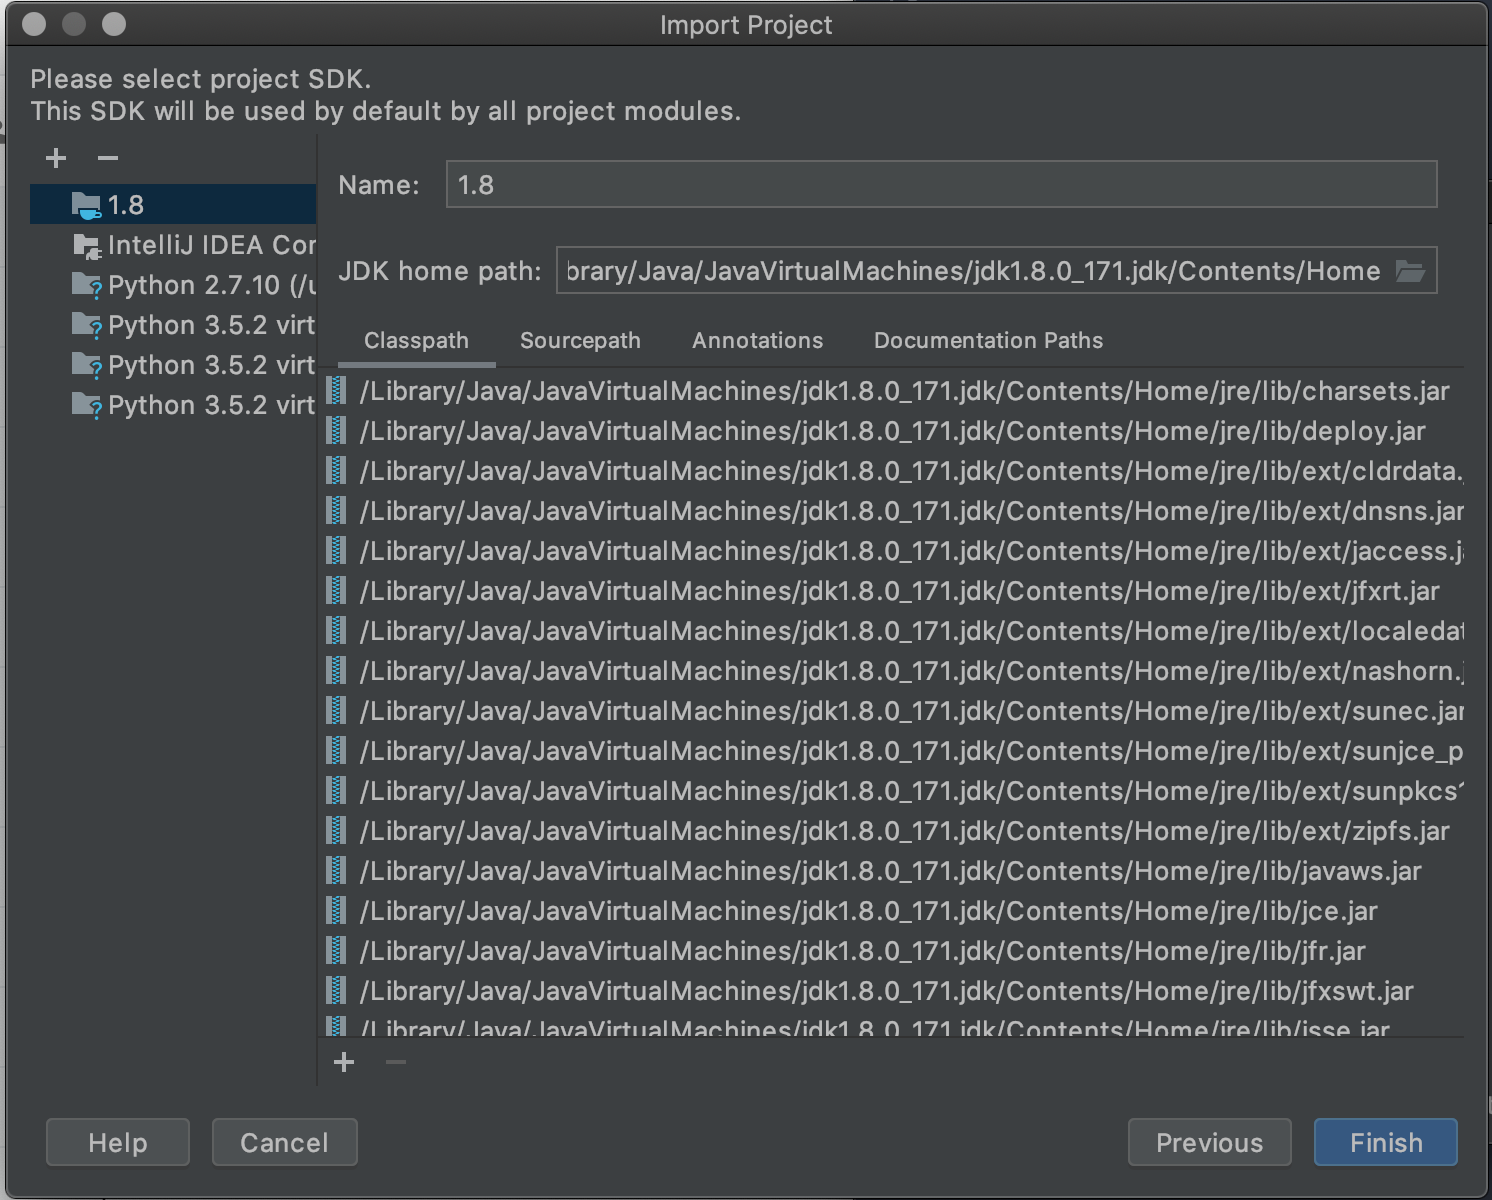 Import Project
Please select project SDK.
This SDK will be used by default by all project modules.
1.8
IntelliJ IDEA Cor
Python 2.7.10 (/u
Python 3.5.2 virt
Python 3.5.2 virt
Python 3.5.2 virt
Name: 1.8
JDK home path: brary/Java/JavaVirtualMachines/jdk1.8.0_171.jdk/Contents/Home
Classpath Sourcepath Annotations Documentation Paths
/Library/Java/JavaVirtualMachines/jdk1.8.0_171.jdk/Contents/Home/jre/lib/charsets.jar
/Library/Java/JavaVirtualMachines/jdk1.8.0_171.jdk/Contents/Home/jre/lib/deploy.jar
/Library/Java/JavaVirtualMachines/jdk1.8.0_171.jdk/Contents/Home/jre/lib/ext/cldrdata.
/Library/Java/JavaVirtualMachines/jdk1.8.0_171.jdk/Contents/Home/jre/lib/ext/dnsns.jar
/Library/Java/JavaVirtualMachines/jdk1.8.0_171.jdk/Contents/Home/jre/lib/ext/jaccess.ja
/Library/Java/JavaVirtualMachines/jdk1.8.0_171.jdk/Contents/Home/jre/lib/ext/jfxrt.jar
/Library/Java/JavaVirtualMachines/jdk1.8.0_171.jdk/Contents/Home/jre/lib/ext/localedat
/Library/Java/JavaVirtualMachines/jdk1.8.0_171.jdk/Contents/Home/jre/lib/ext/nashorn.j
/Library/Java/JavaVirtualMachines/jdk1.8.0_171.jdk/Contents/Home/jre/lib/ext/sunec.jar
/Library/Java/JavaVirtualMachines/jdk1.8.0_171.jdk/Contents/Home/jre/lib/ext/sunjce_p
/Library/Java/JavaVirtualMachines/jdk1.8.0_171.jdk/Contents/Home/jre/lib/ext/sunpkcs1
/Library/Java/JavaVirtualMachines/jdk1.8.0_171.jdk/Contents/Home/jre/lib/ext/zipfs.jar
/Library/Java/JavaVirtualMachines/jdk1.8.0_171.jdk/Contents/Home/jre/lib/javaws.jar
/Library/Java/JavaVirtualMachines/jdk1.8.0_171.jdk/Contents/Home/jre/lib/jce.jar
/Library/Java/JavaVirtualMachines/jdk1.8.0_171.jdk/Contents/Home/jre/lib/jfr.jar
/Library/Java/JavaVirtualMachines/jdk1.8.0_171.jdk/Contents/Home/jre/lib/jfxswt.jar
/Library/Java/JavaVirtualMachines/jdk1.8.0_171.jdk/Contents/Home/jre/lib/jsse.jar
Help Cancel Previous Finish